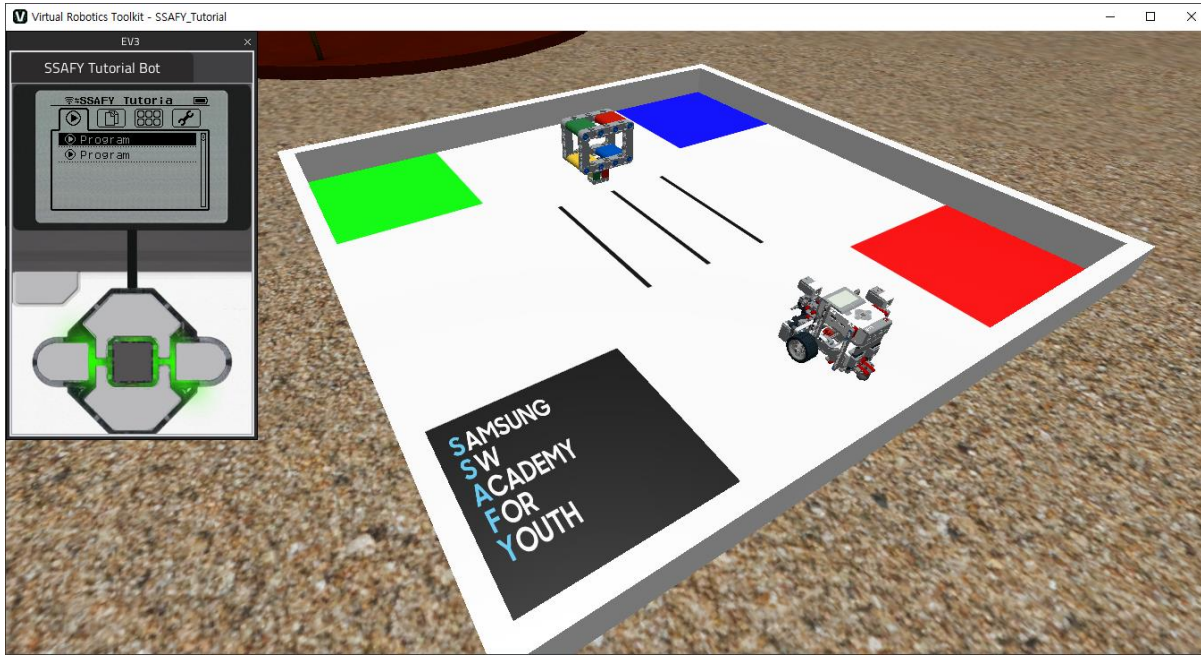 Virtual Robotics Toolkit - SSAFY_Tutorial
EV3
SSAFY Tutorial Bot
SSAFY Tutoria
Program
Program
SAMSUNG
SW
ACADEMY
FOR
YOUTH